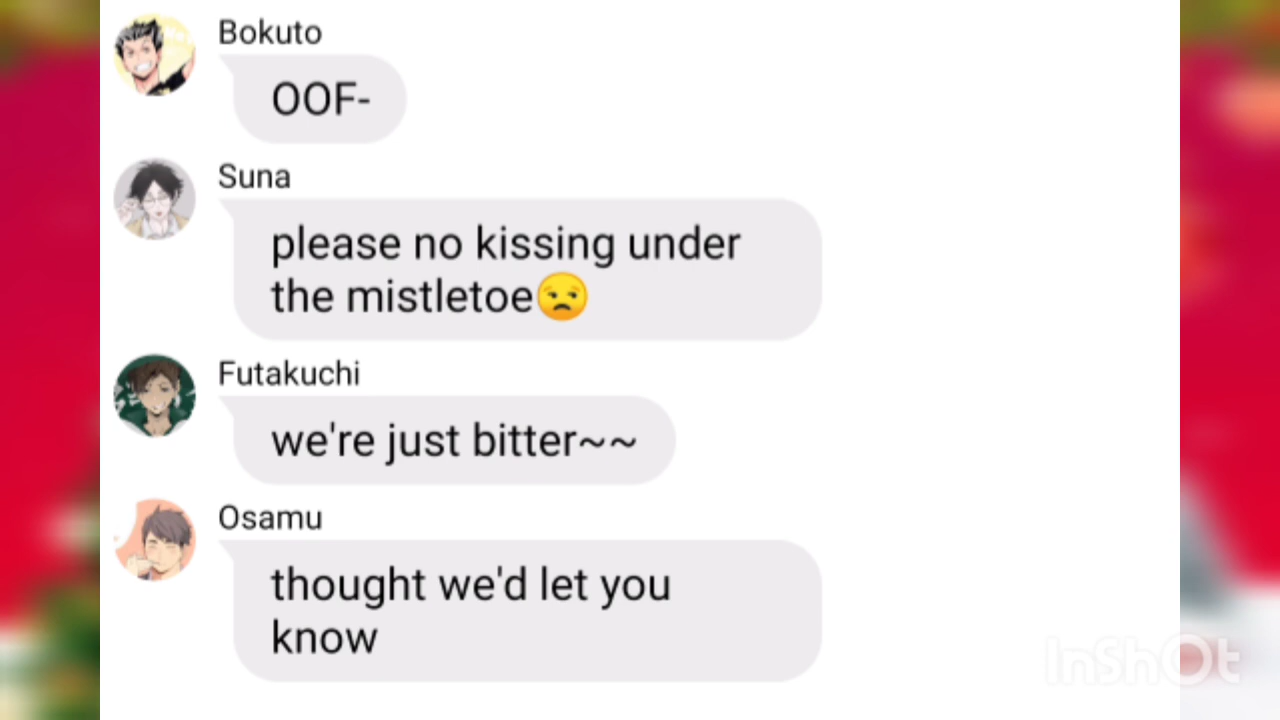 Bokuto
OOF-
Suna
please no kissing under
the mistletoe😒
Futakuchi
we're just bitter~~
Osamu
thought we'd let you
know
InShOt